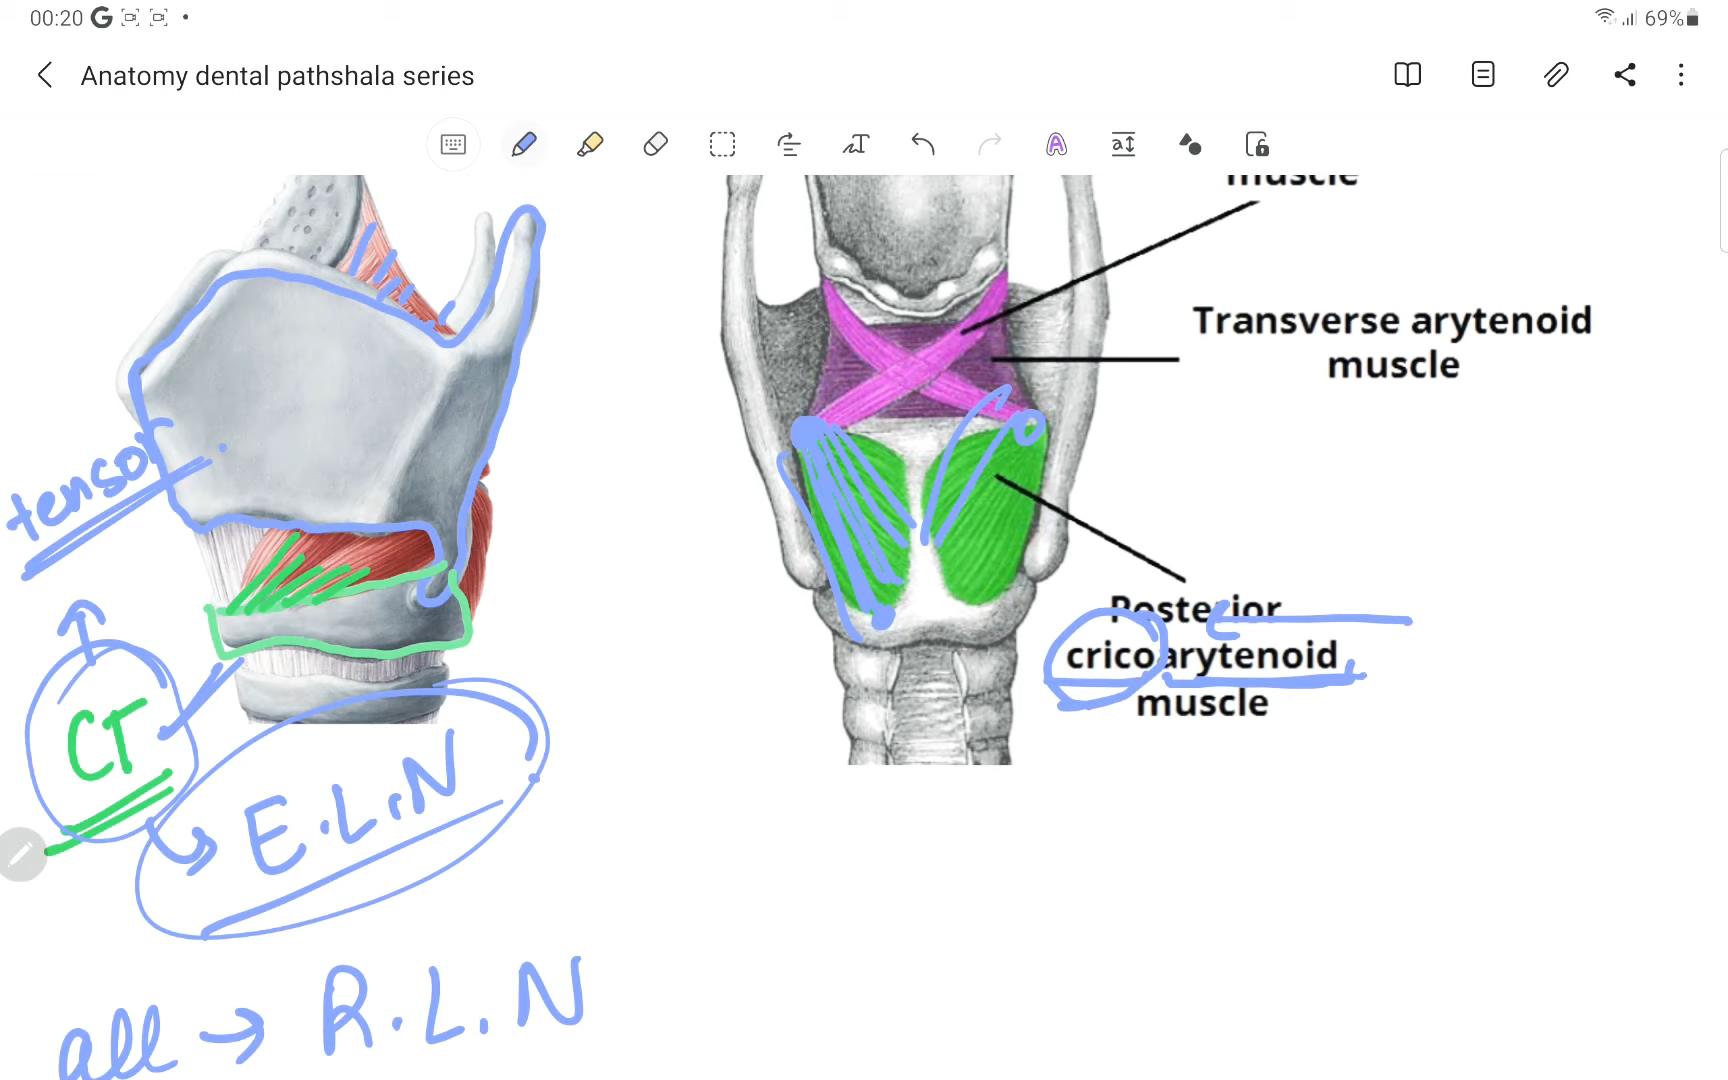 00:20 G
69%
Anatomy dental pathshala series
muscle
Transverse arytenoid
muscle
Posterior
cricoarytenoid
muscle
tensor
CT
E.L.N
all → R.L.N